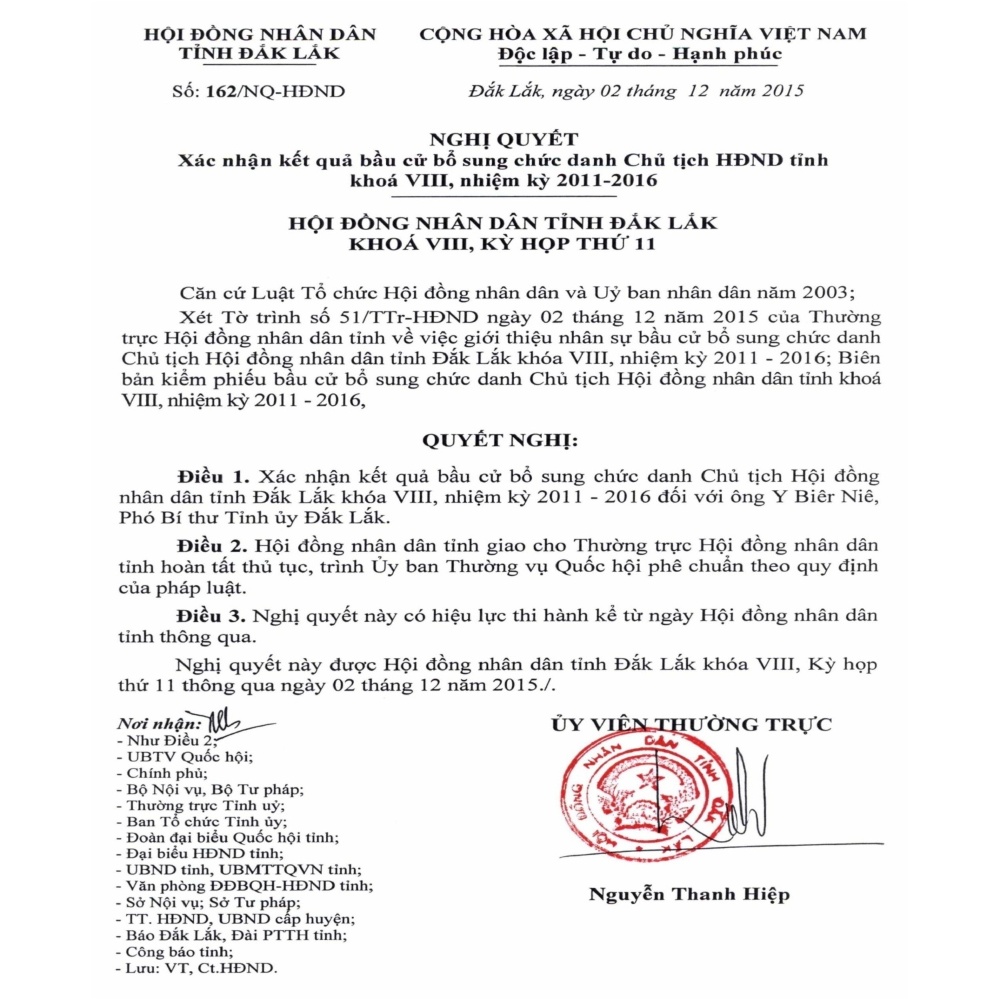 HỘI ĐỒNG NHÂN DÂN
TỈNH ĐẮK LẮK
Số: 162/NQ-HĐND
CỘNG HÒA XÃ HỘI CHỦ NGHĨA VIỆT NAM
Độc lập - Tự do - Hạnh phúc
Đắk Lắk, ngày 02 tháng 12 năm 2015
NGHỊ QUYẾT
Xác nhận kết quả bầu cử bổ sung chức danh Chủ tịch HĐND tỉnh
khoá VIII, nhiệm kỳ 2011-2016
HỘI ĐỒNG NHÂN DÂN TỈNH ĐẮK LẮK
KHOÁ VIII, KỲ HỌP THỨ 11
Căn cứ Luật Tổ chức Hội đồng nhân dân và Uỷ ban nhân dân năm 2003;
Xét Tờ trình số 51/TTr-HĐND ngày 02 tháng 12 năm 2015 của Thường
trực Hội đồng nhân dân tỉnh về việc giới thiệu nhân sự bầu cử bổ sung chức danh
Chủ tịch Hội đồng nhân dân tỉnh Đắk Lắk khóa VIII, nhiệm kỳ 2011 - 2016; Biên
bản kiểm phiếu bầu cử bổ sung chức danh Chủ tịch Hội đồng nhân dân tỉnh khoá
VIII, nhiệm kỳ 2011 - 2016,
QUYẾT NGHỊ:
Điều 1. Xác nhận kết quả bầu cử bổ sung chức danh Chủ tịch Hội đồng
nhân dân tỉnh Đắk Lắk khóa VIII, nhiệm kỳ 2011 - 2016 đối với ông Y Biêr Niê,
Phó Bí thư Tỉnh ủy Đắk Lắk.
Điều 2. Hội đồng nhân dân tỉnh giao cho Thường trực Hội đồng nhân dân
tỉnh hoàn tất thủ tục, trình Ủy ban Thường vụ Quốc hội phê chuẩn theo quy định
của pháp luật.
Điều 3. Nghị quyết này có hiệu lực thi hành kể từ ngày Hội đồng nhân dân
tỉnh thông qua.
Nghị quyết này được Hội đồng nhân dân tỉnh Đắk Lắk khóa VIII, Kỳ họp
thứ 11 thông qua ngày 02 tháng 12 năm 2015./.
Nơi nhận:
- Như Điều 2;
- UBTV Quốc hội;
- Chính phủ;
- Bộ Nội vụ, Bộ Tư pháp;
- Thường trực Tỉnh uỷ;
- Ban Tổ chức Tỉnh ủy;
- Đoàn đại biểu Quốc hội tỉnh;
- Đại biểu HĐND tỉnh;
- UBND tỉnh, UBMTTQVN tỉnh;
- Văn phòng ĐĐBQH-HĐND tỉnh;
- Sở Nội vụ; Sở Tư pháp;
- TT. HĐND, UBND cấp huyện;
- Báo Đắk Lắk, Đài PTTH tỉnh;
- Công báo tỉnh;
- Lưu: VT, Ct.HĐND.
ỦY VIÊN THƯỜNG TRỰC
HỘI ĐỒNG NHÂN DÂN TỈNH ĐẮK LẮK
Nguyễn Thanh Hiệp